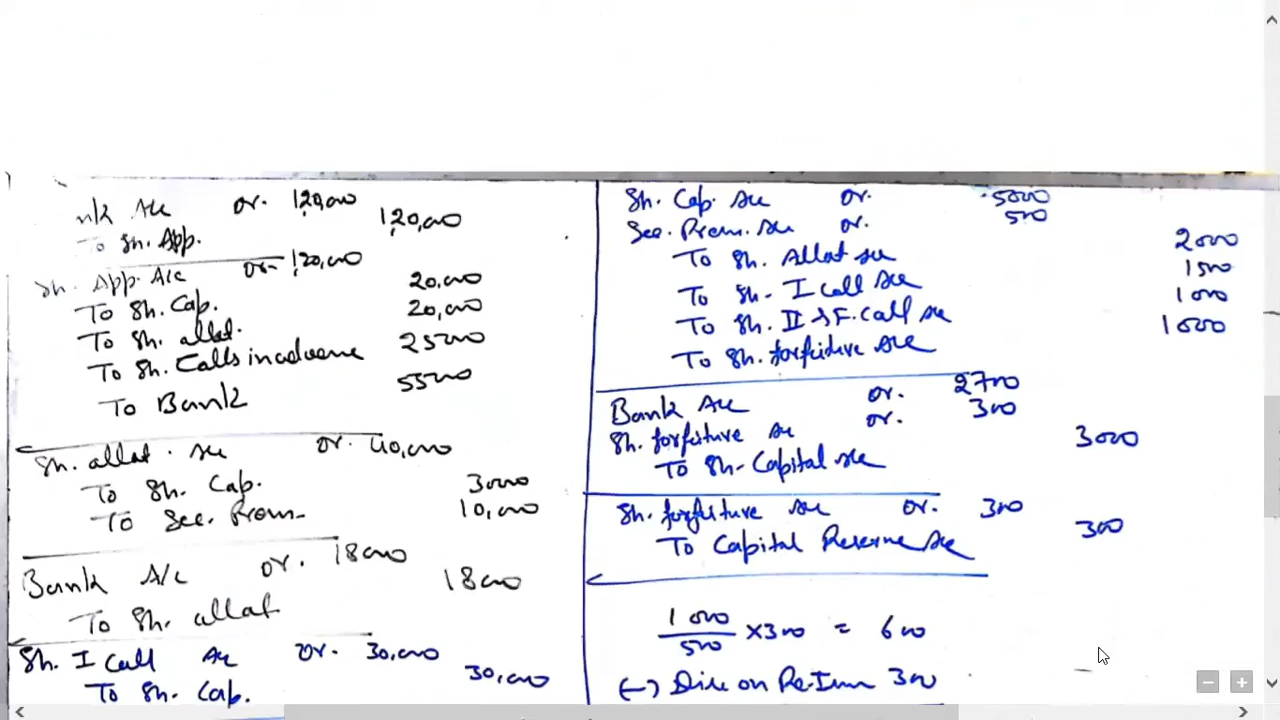 nk A/c Dr. 1,20,000
To Sh. App. 1,20,000
Sh. App. A/c Dr. 1,20,000
To Sh. Cap. 20,000
To Sh. allot. 20,000
To Sh. Calls in advance 25000
To Bank 55000
Sh. allot. A/c Dr. 40,000
To Sh. Cap. 30000
To Sec. Prem. 10,000
Bank A/c Dr. 18000
To Sh. allot 18000
Sh. I Call A/c Dr. 30,000
To Sh. Cap. 30,000
Sh. Cap. A/c Dr. 5000
Sec. Prem. A/c Dr. 500
To Sh. Allot A/c 2000
To Sh. I Call A/c 1500
To Sh. II & F. Call A/c 1000
To Sh. forfeiture A/c 1000
Bank A/c Dr. 2700
Sh. forfeiture A/c Dr. 300
To Sh. Capital A/c 3000
Sh. forfeiture A/c Dr. 300
To Capital Reserve A/c 300
1000/500 × 300 = 600
(-) Disc on Re-Issue 300